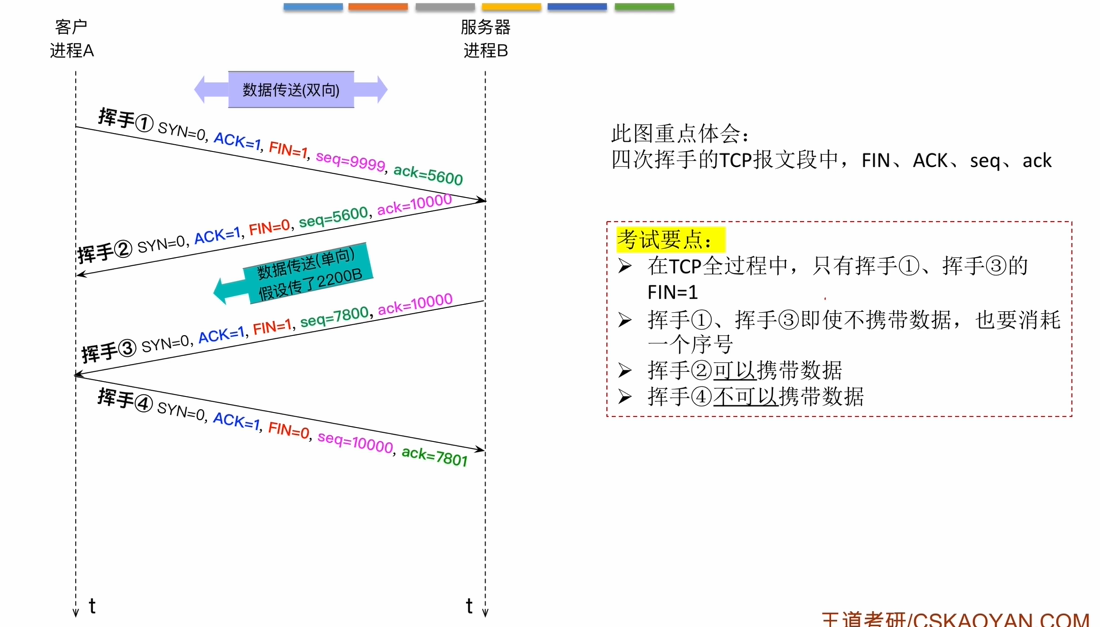 客户
进程A
服务器
进程B
数据传送(双向)
挥手① SYN=0, ACK=1, FIN=1, seq=9999, ack=5600
挥手② SYN=0, ACK=1, FIN=0, seq=5600, ack=10000
数据传送(单向)
假设传了2200B
挥手③ SYN=0, ACK=1, FIN=1, seq=7800, ack=10000
挥手④ SYN=0, ACK=1, FIN=0, seq=10000, ack=7801
t
t
此图重点体会：
四次挥手的TCP报文段中，FIN、ACK、seq、ack
考试要点：
➢ 在TCP全过程中，只有挥手①、挥手③的
FIN=1
➢ 挥手①、挥手③即使不携带数据，也要消耗
一个序号
➢ 挥手②可以携带数据
➢ 挥手④不可以携带数据
王道考研/CSKAOYAN.COM